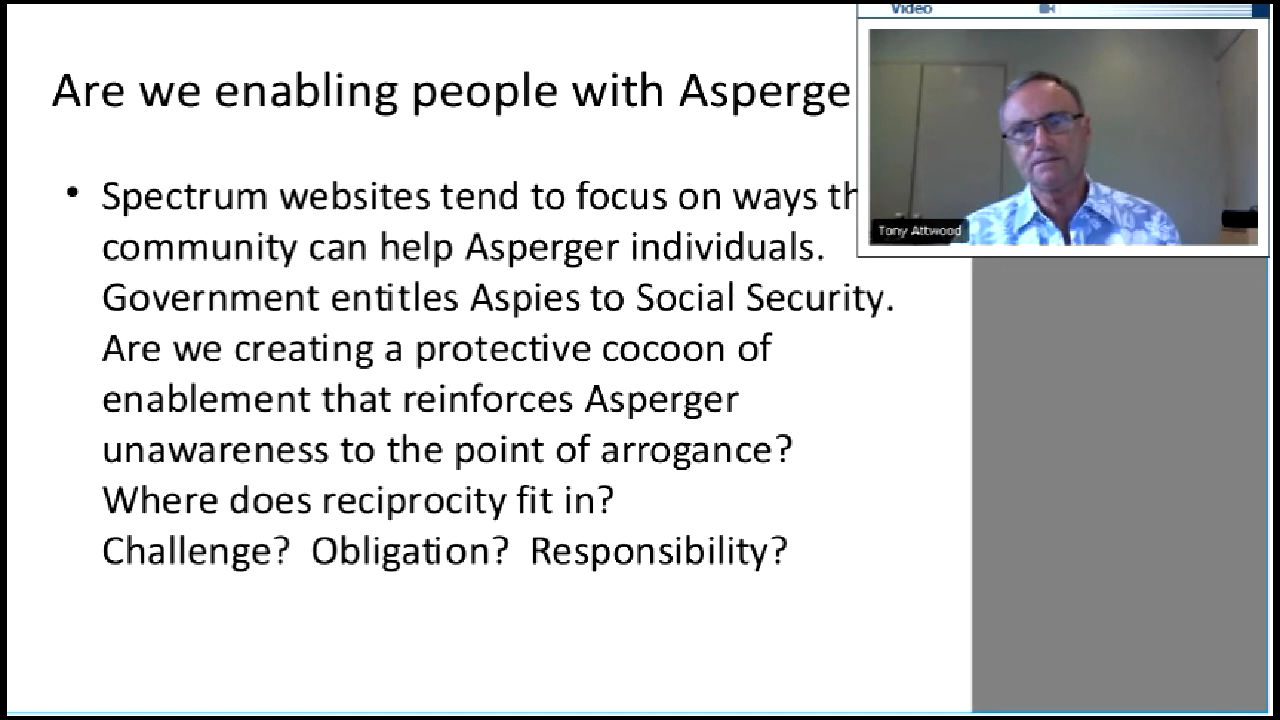 Video
Are we enabling people with Asperge
• Spectrum websites tend to focus on ways th
community can help Asperger individuals.
Government entitles Aspies to Social Security.
Are we creating a protective cocoon of
enablement that reinforces Asperger
unawareness to the point of arrogance?
Where does reciprocity fit in?
Challenge? Obligation? Responsibility?
Tony Attwood